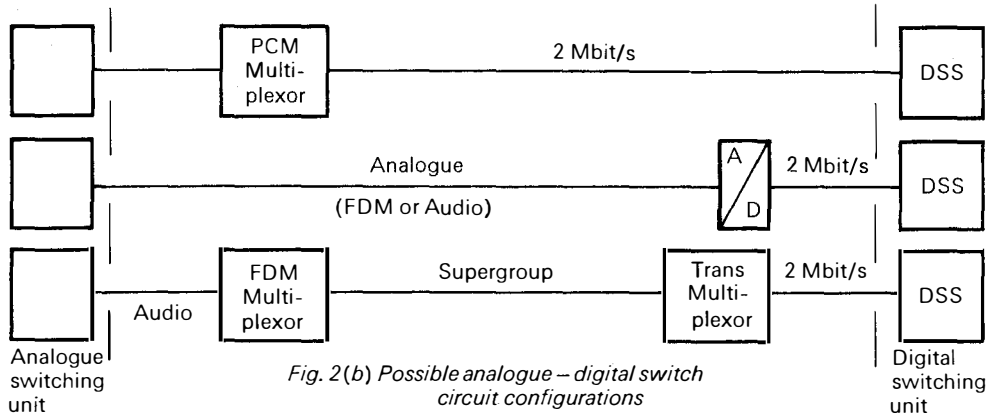 PCM
Multi-
plexor
2 Mbit/s
DSS
Analogue
(FDM or Audio)
A
D
2 Mbit/s
DSS
Audio
FDM
Multi-
plexor
Supergroup
Trans
Multi-
plexor
2 Mbit/s
DSS
Analogue
switching
unit
Digital
switching
unit
Fig. 2(b) Possible analogue – digital switch
circuit configurations